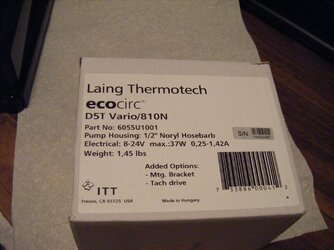 Laing Thermotech
ecocirc
D5T Vario/810N
Part No: 6055U1001
Pump Housing: 1/2" Noryl Hosebarb
Electrical: 8-24V max.:37W 0,25-1,42A
Weight: 1,45 lbs
S/N:
Added Options:
- Mtg. Bracket
- Tach drive
ITT
Fresno, CA 93725 USA
Made in Hungary